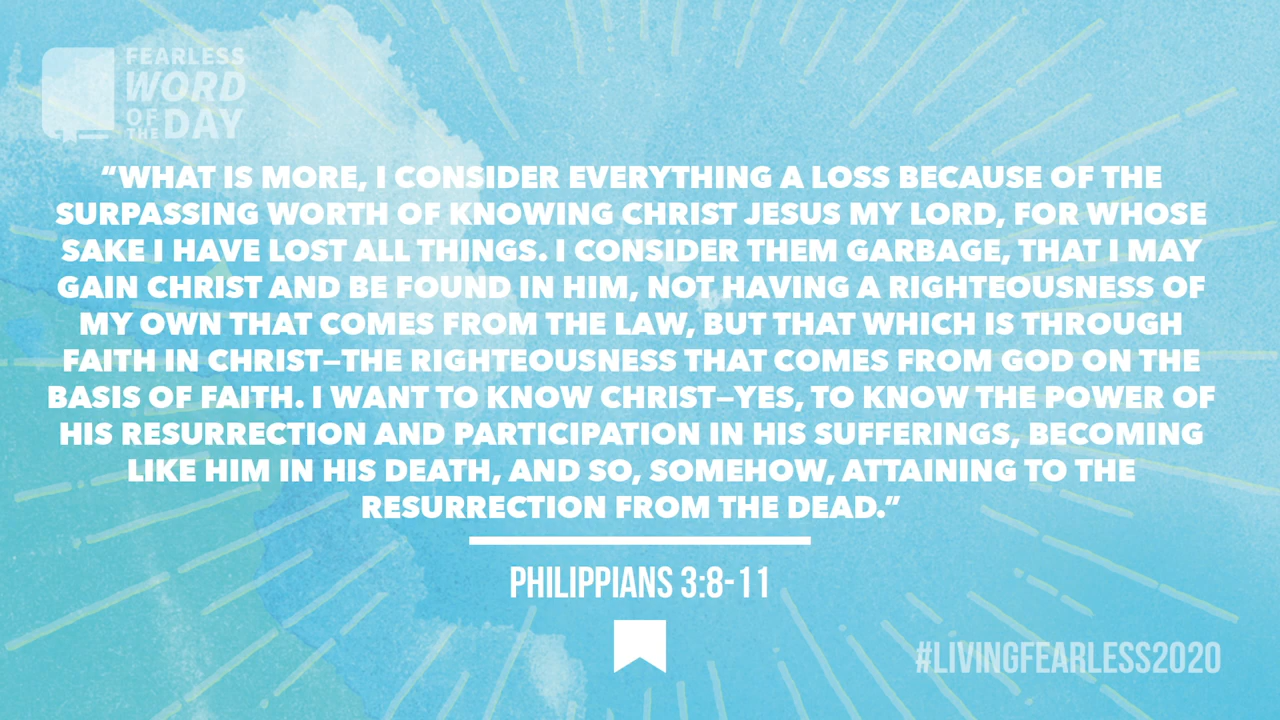 FEARLESS
WORD
OF
THE
DAY
“WHAT IS MORE, I CONSIDER EVERYTHING A LOSS BECAUSE OF THE
SURPASSING WORTH OF KNOWING CHRIST JESUS MY LORD, FOR WHOSE
SAKE I HAVE LOST ALL THINGS. I CONSIDER THEM GARBAGE, THAT I MAY
GAIN CHRIST AND BE FOUND IN HIM, NOT HAVING A RIGHTEOUSNESS OF
MY OWN THAT COMES FROM THE LAW, BUT THAT WHICH IS THROUGH
FAITH IN CHRIST–THE RIGHTEOUSNESS THAT COMES FROM GOD ON THE
BASIS OF FAITH. I WANT TO KNOW CHRIST–YES, TO KNOW THE POWER OF
HIS RESURRECTION AND PARTICIPATION IN HIS SUFFERINGS, BECOMING
LIKE HIM IN HIS DEATH, AND SO, SOMEHOW, ATTAINING TO THE
RESURRECTION FROM THE DEAD.”
PHILIPPIANS 3:8-11
#LIVINGFEARLESS2020